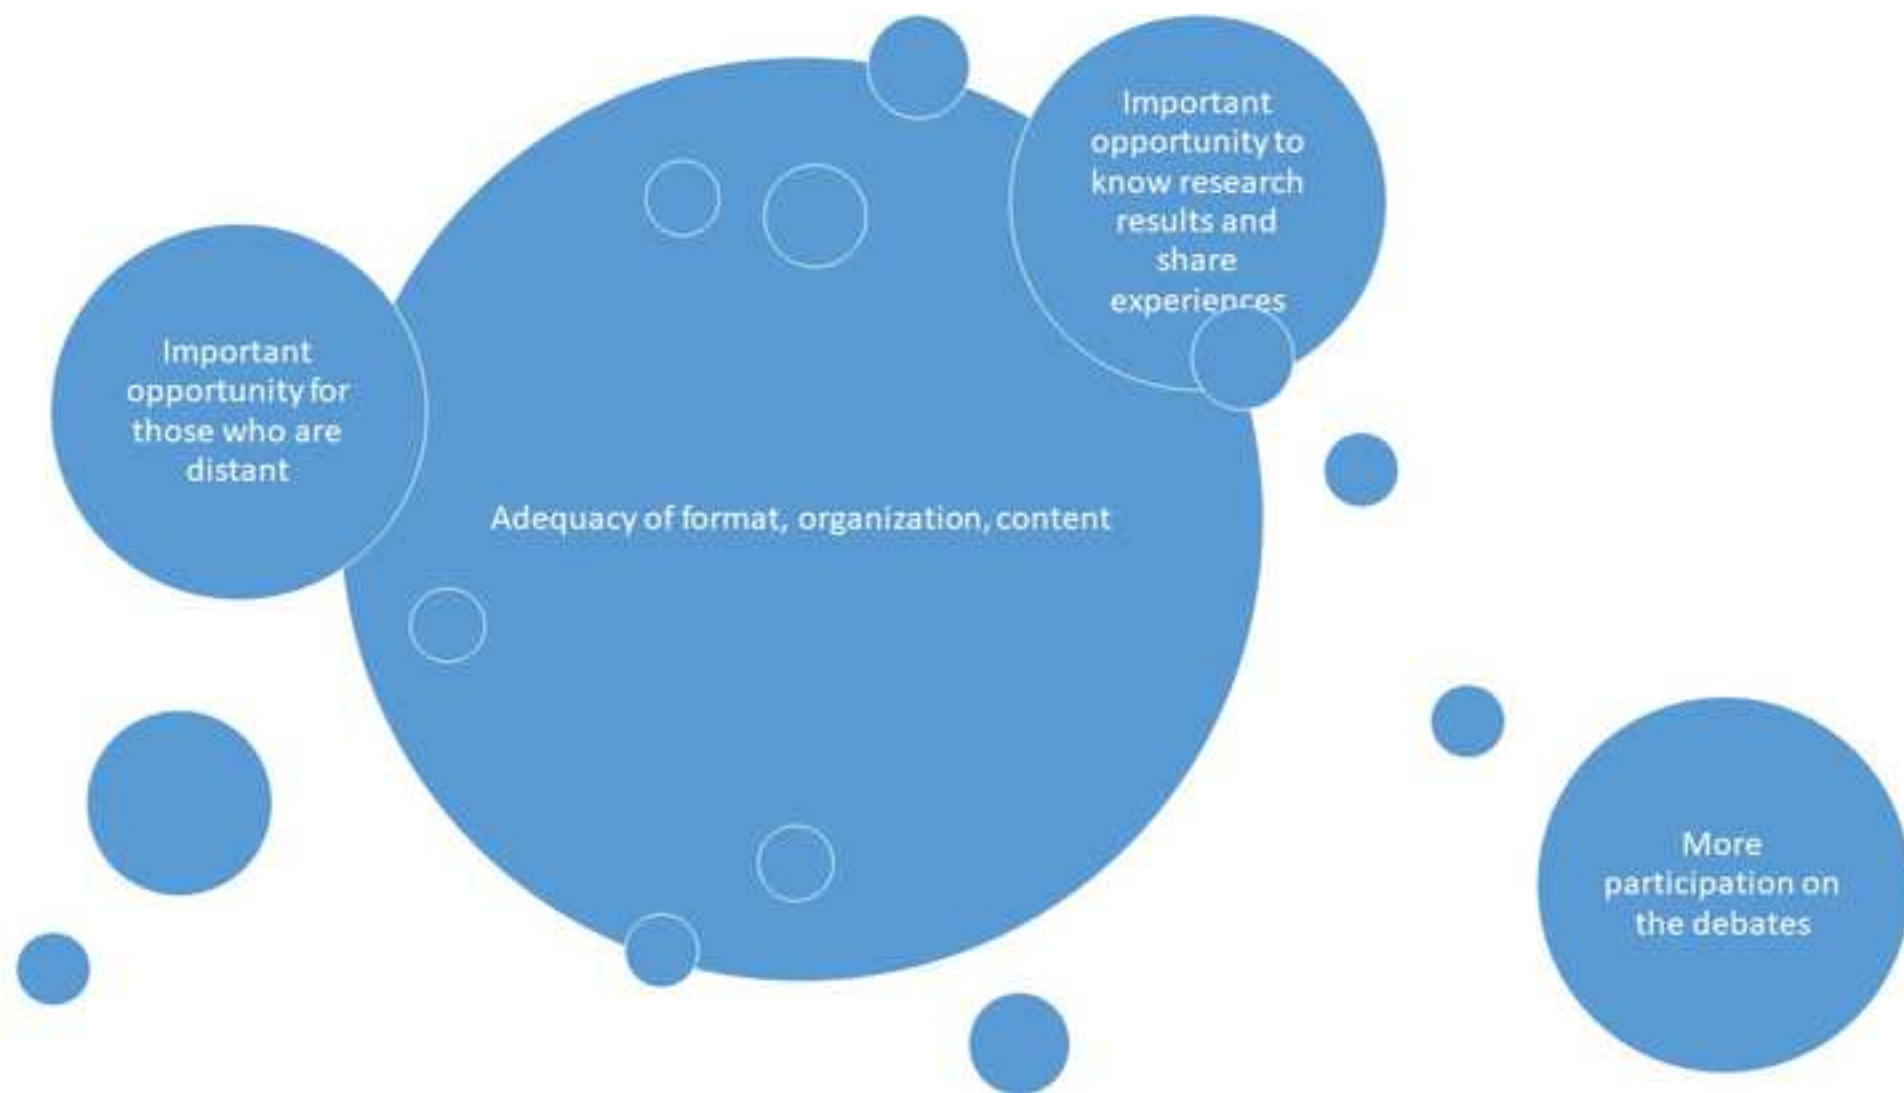 Important
opportunity to
know research
results and
share
experiences
Important
opportunity for
those who are
distant
Adequacy of format, organization, content
More
participation on
the debates